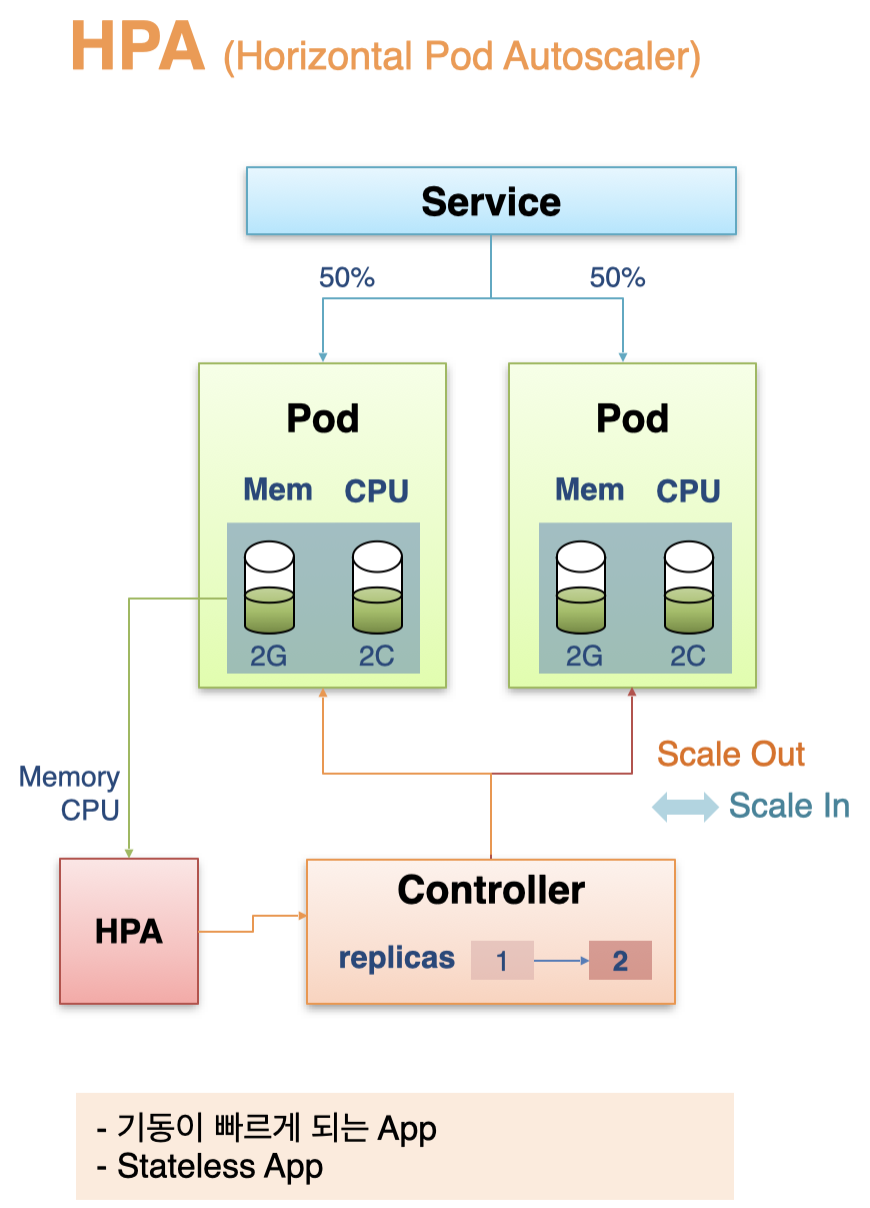 HPA (Horizontal Pod Autoscaler)
Service
50% 50%
Pod Pod
Mem CPU Mem CPU
2G 2C 2G 2C
Memory
CPU
Scale Out
Scale In
HPA
Controller
replicas 1 2
- 기동이 빠르게 되는 App
- Stateless App